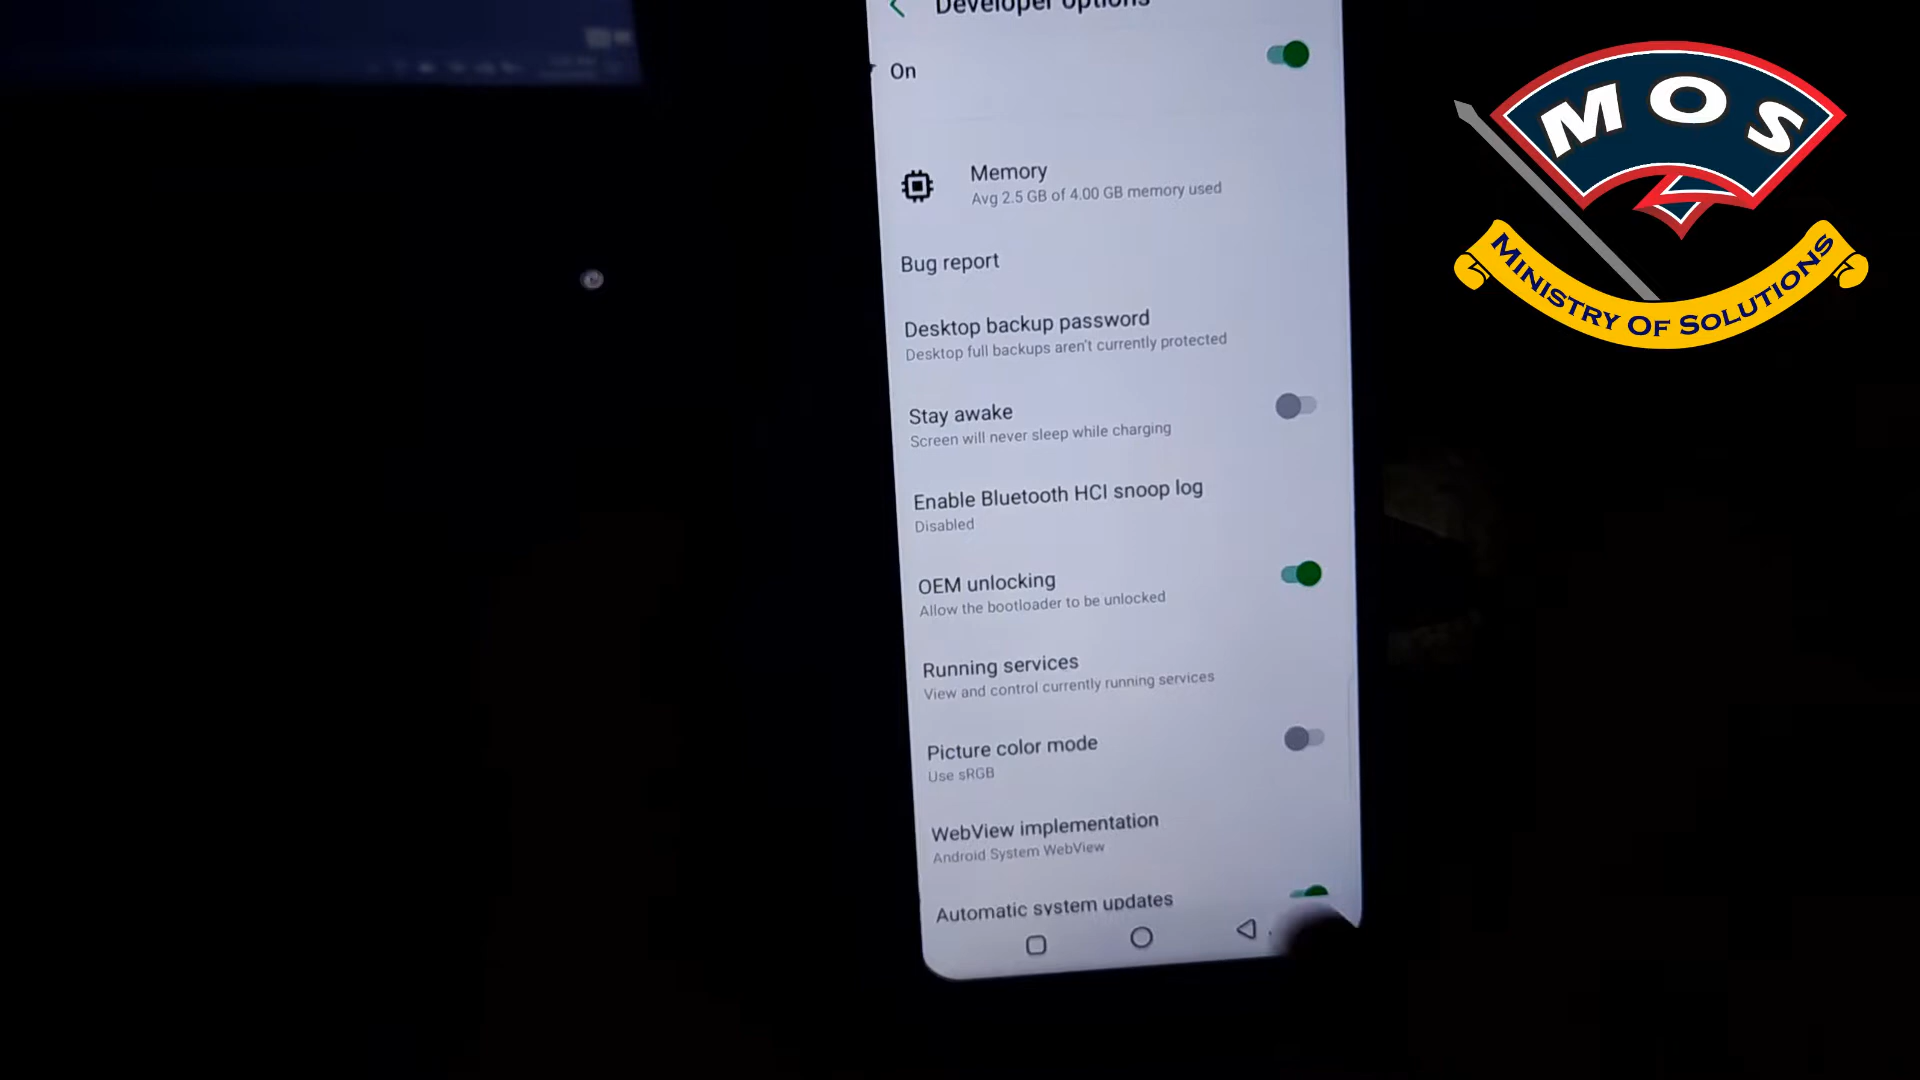 Developer options
On
Memory
Avg 2.5 GB of 4.00 GB memory used
Bug report
Desktop backup password
Desktop full backups aren't currently protected
Stay awake
Screen will never sleep while charging
Enable Bluetooth HCI snoop log
Disabled
OEM unlocking
Allow the bootloader to be unlocked
Running services
View and control currently running services
Picture color mode
Use sRGB
WebView implementation
Android System WebView
Automatic system updates
MOS
MINISTRY OF SOLUTIONS